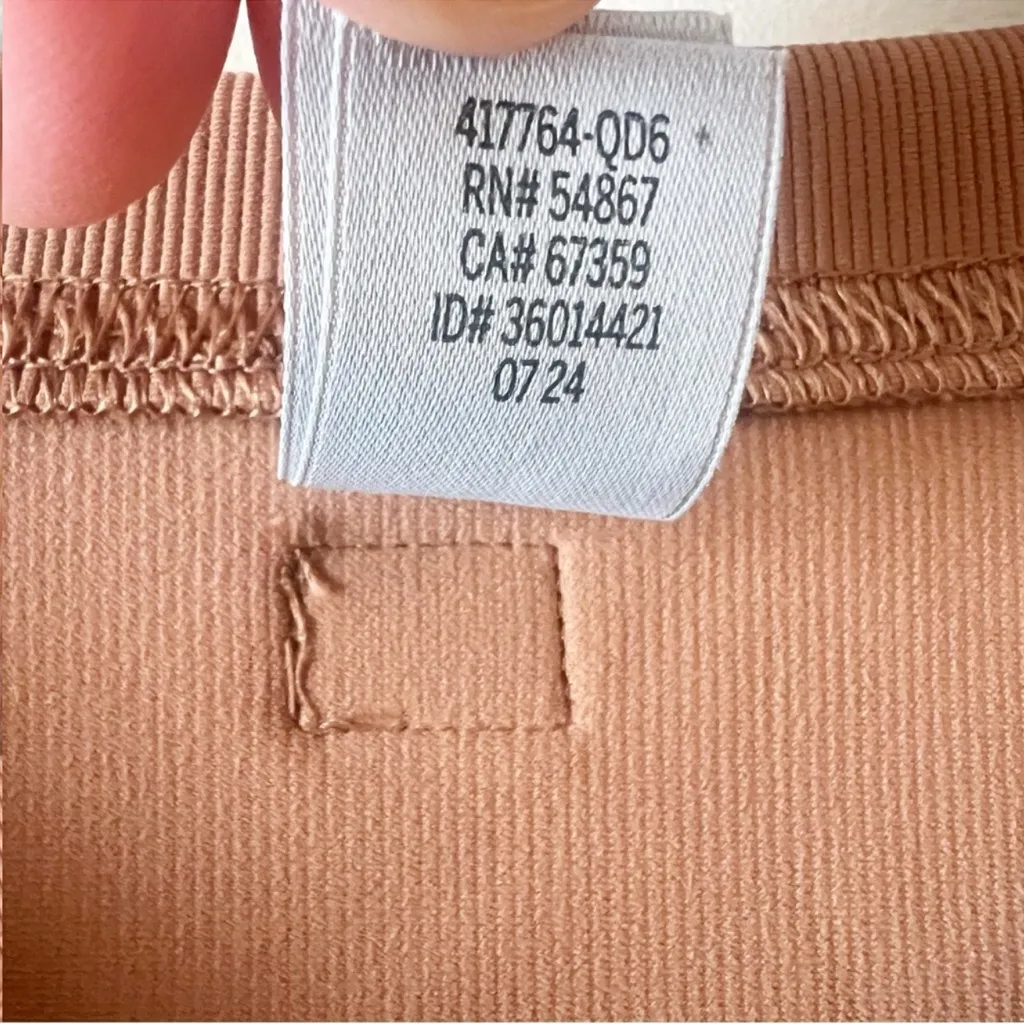 417764-QD6
RN# 54867
CA# 67359
ID# 36014421
07 24